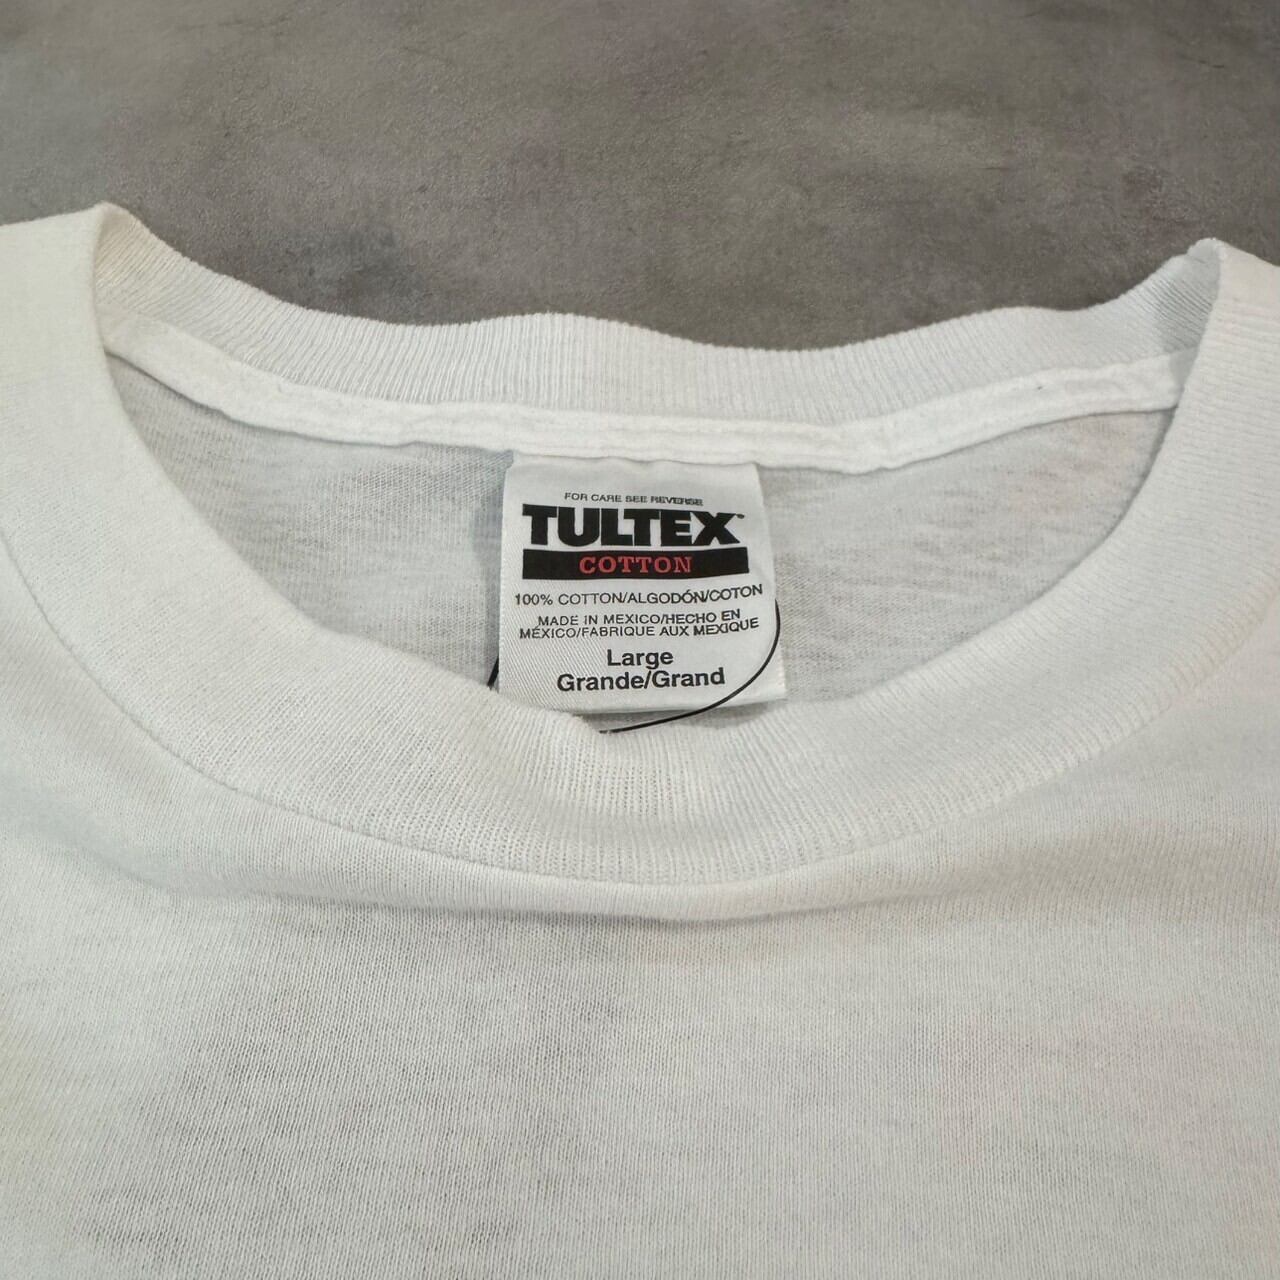 FOR CARE SEE REVERSE
TULTEX®
COTTON
100% COTTON/ALGODÓN/COTON
MADE IN MEXICO/HECHO EN
MÉXICO/FABRIQUE AUX MEXIQUE
Large
Grande/Grand